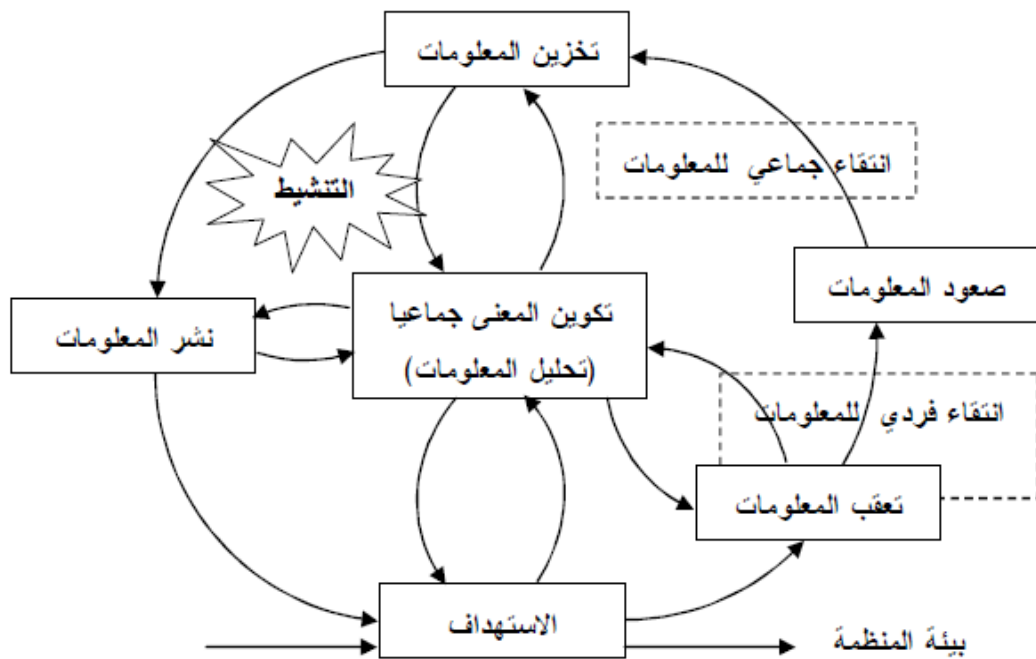 تخزين المعلومات
انتقاء جماعي للمعلومات
التنشيط
صعود المعلومات
تكوين المعنى جماعيا
(تحليل المعلومات)
نشر المعلومات
انتقاء فردي للمعلومات
تعقب المعلومات
الاستهداف
بيئة المنظمة